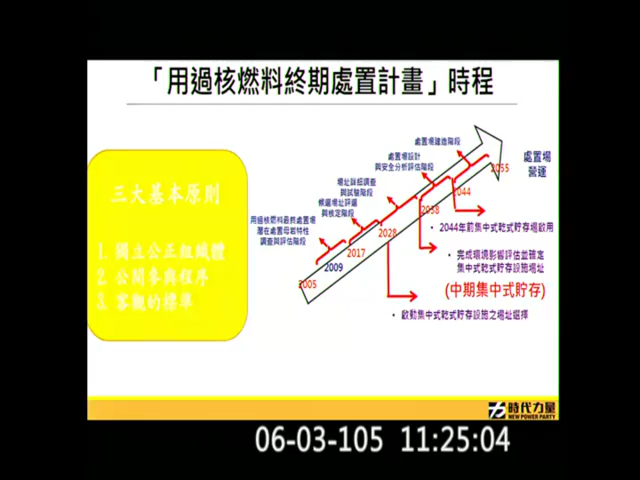 「用過核燃料終期處置計畫」時程
三大基本原則
1. 獨立公正組織體
2. 公開參與程序
3. 客觀的標準
處置場建造階段
處置場設計
與安全分析評估階段
場址詳細調查
與試驗階段
候選場址評選
與核定階段
用過核燃料最終處置場
潛在處置母岩特性
調查與評估階段
處置場
營運
2055
2044
2038
2028
2017
2009
2005
• 2044年前集中式乾式貯存場啟用
• 完成環境影響評估並確定
集中式乾式貯存設施場址
(中期集中式貯存)
• 啟動集中式乾式貯存設施之場址選擇
時代力量
NEW POWER PARTY
06-03-105 11:25:04